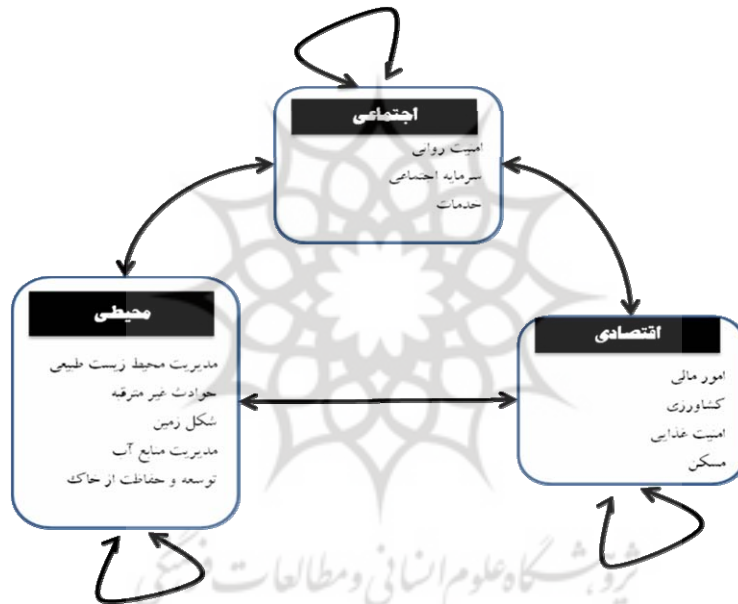 اجتماعی
امنیت روانی
سرمایه اجتماعی
خدمات
محیطی
مدیریت محیط زیست طبیعی
حوادث غیر مترقبه
شکل زمین
مدیریت منابع آب
توسعه و حفاظت از خاک
اقتصادی
امور مالی
کشاورزی
امنیت غذایی
مسکن
پژوهشگاه علوم انسانی و مطالعات فرهنگی